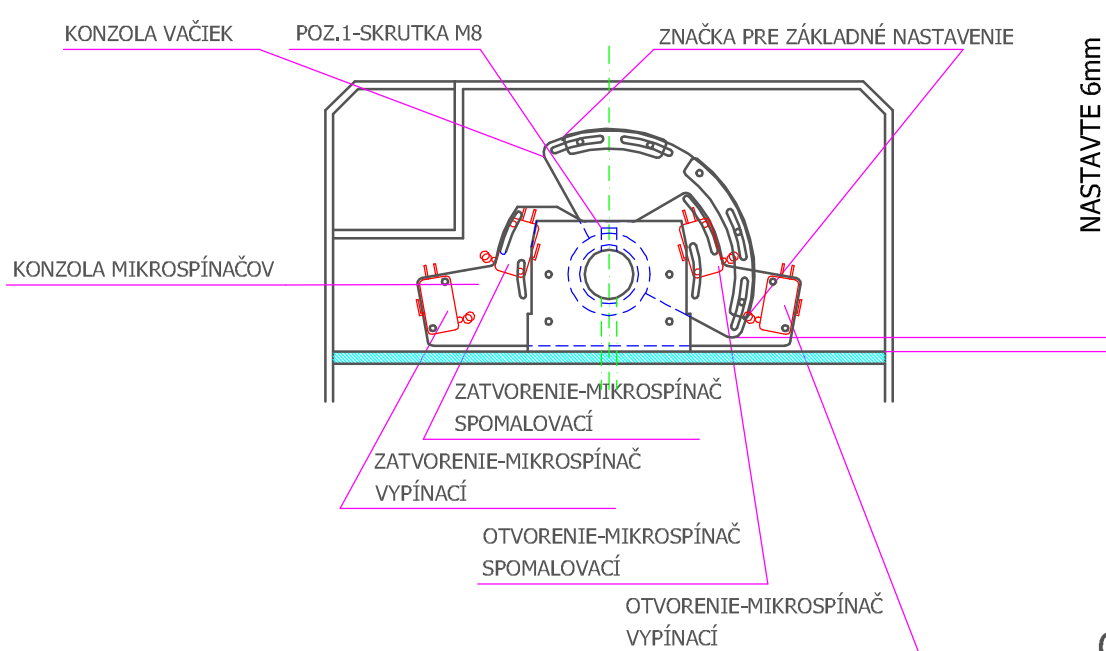 KONZOLA VAČIEK
POZ.1-SKRUTKA M8
ZNAČKA PRE ZÁKLADNÉ NASTAVENIE
NASTAVTE 6mm
KONZOLA MIKROSPÍNAČOV
ZATVORENIE-MIKROSPÍNAČ
SPOMALOVACÍ
ZATVORENIE-MIKROSPÍNAČ
VYPÍNACÍ
OTVORENIE-MIKROSPÍNAČ
SPOMALOVACÍ
OTVORENIE-MIKROSPÍNAČ
VYPÍNACÍ